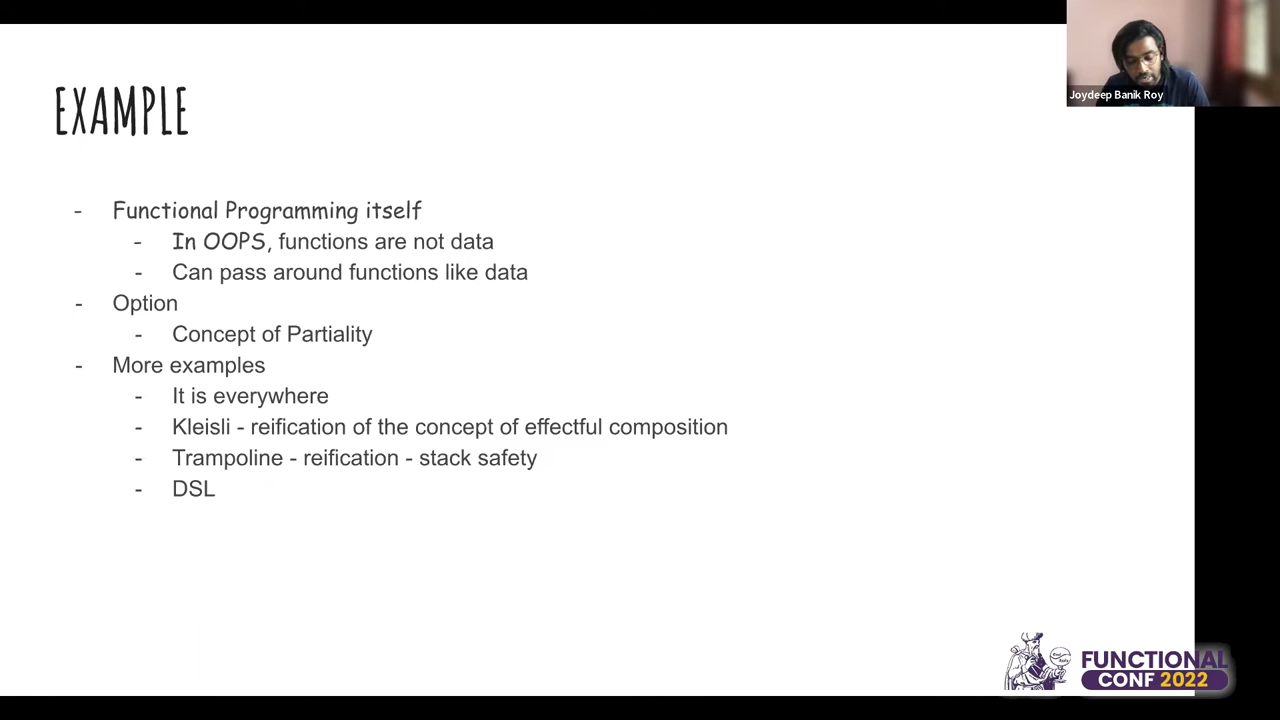 EXAMPLE
- Functional Programming itself
- In OOPS, functions are not data
- Can pass around functions like data
- Option
- Concept of Partiality
- More examples
- It is everywhere
- Kleisli - reification of the concept of effectful composition
- Trampoline - reification - stack safety
- DSL
Joydeep Banik Roy
FUNCTIONAL
CONF 2022